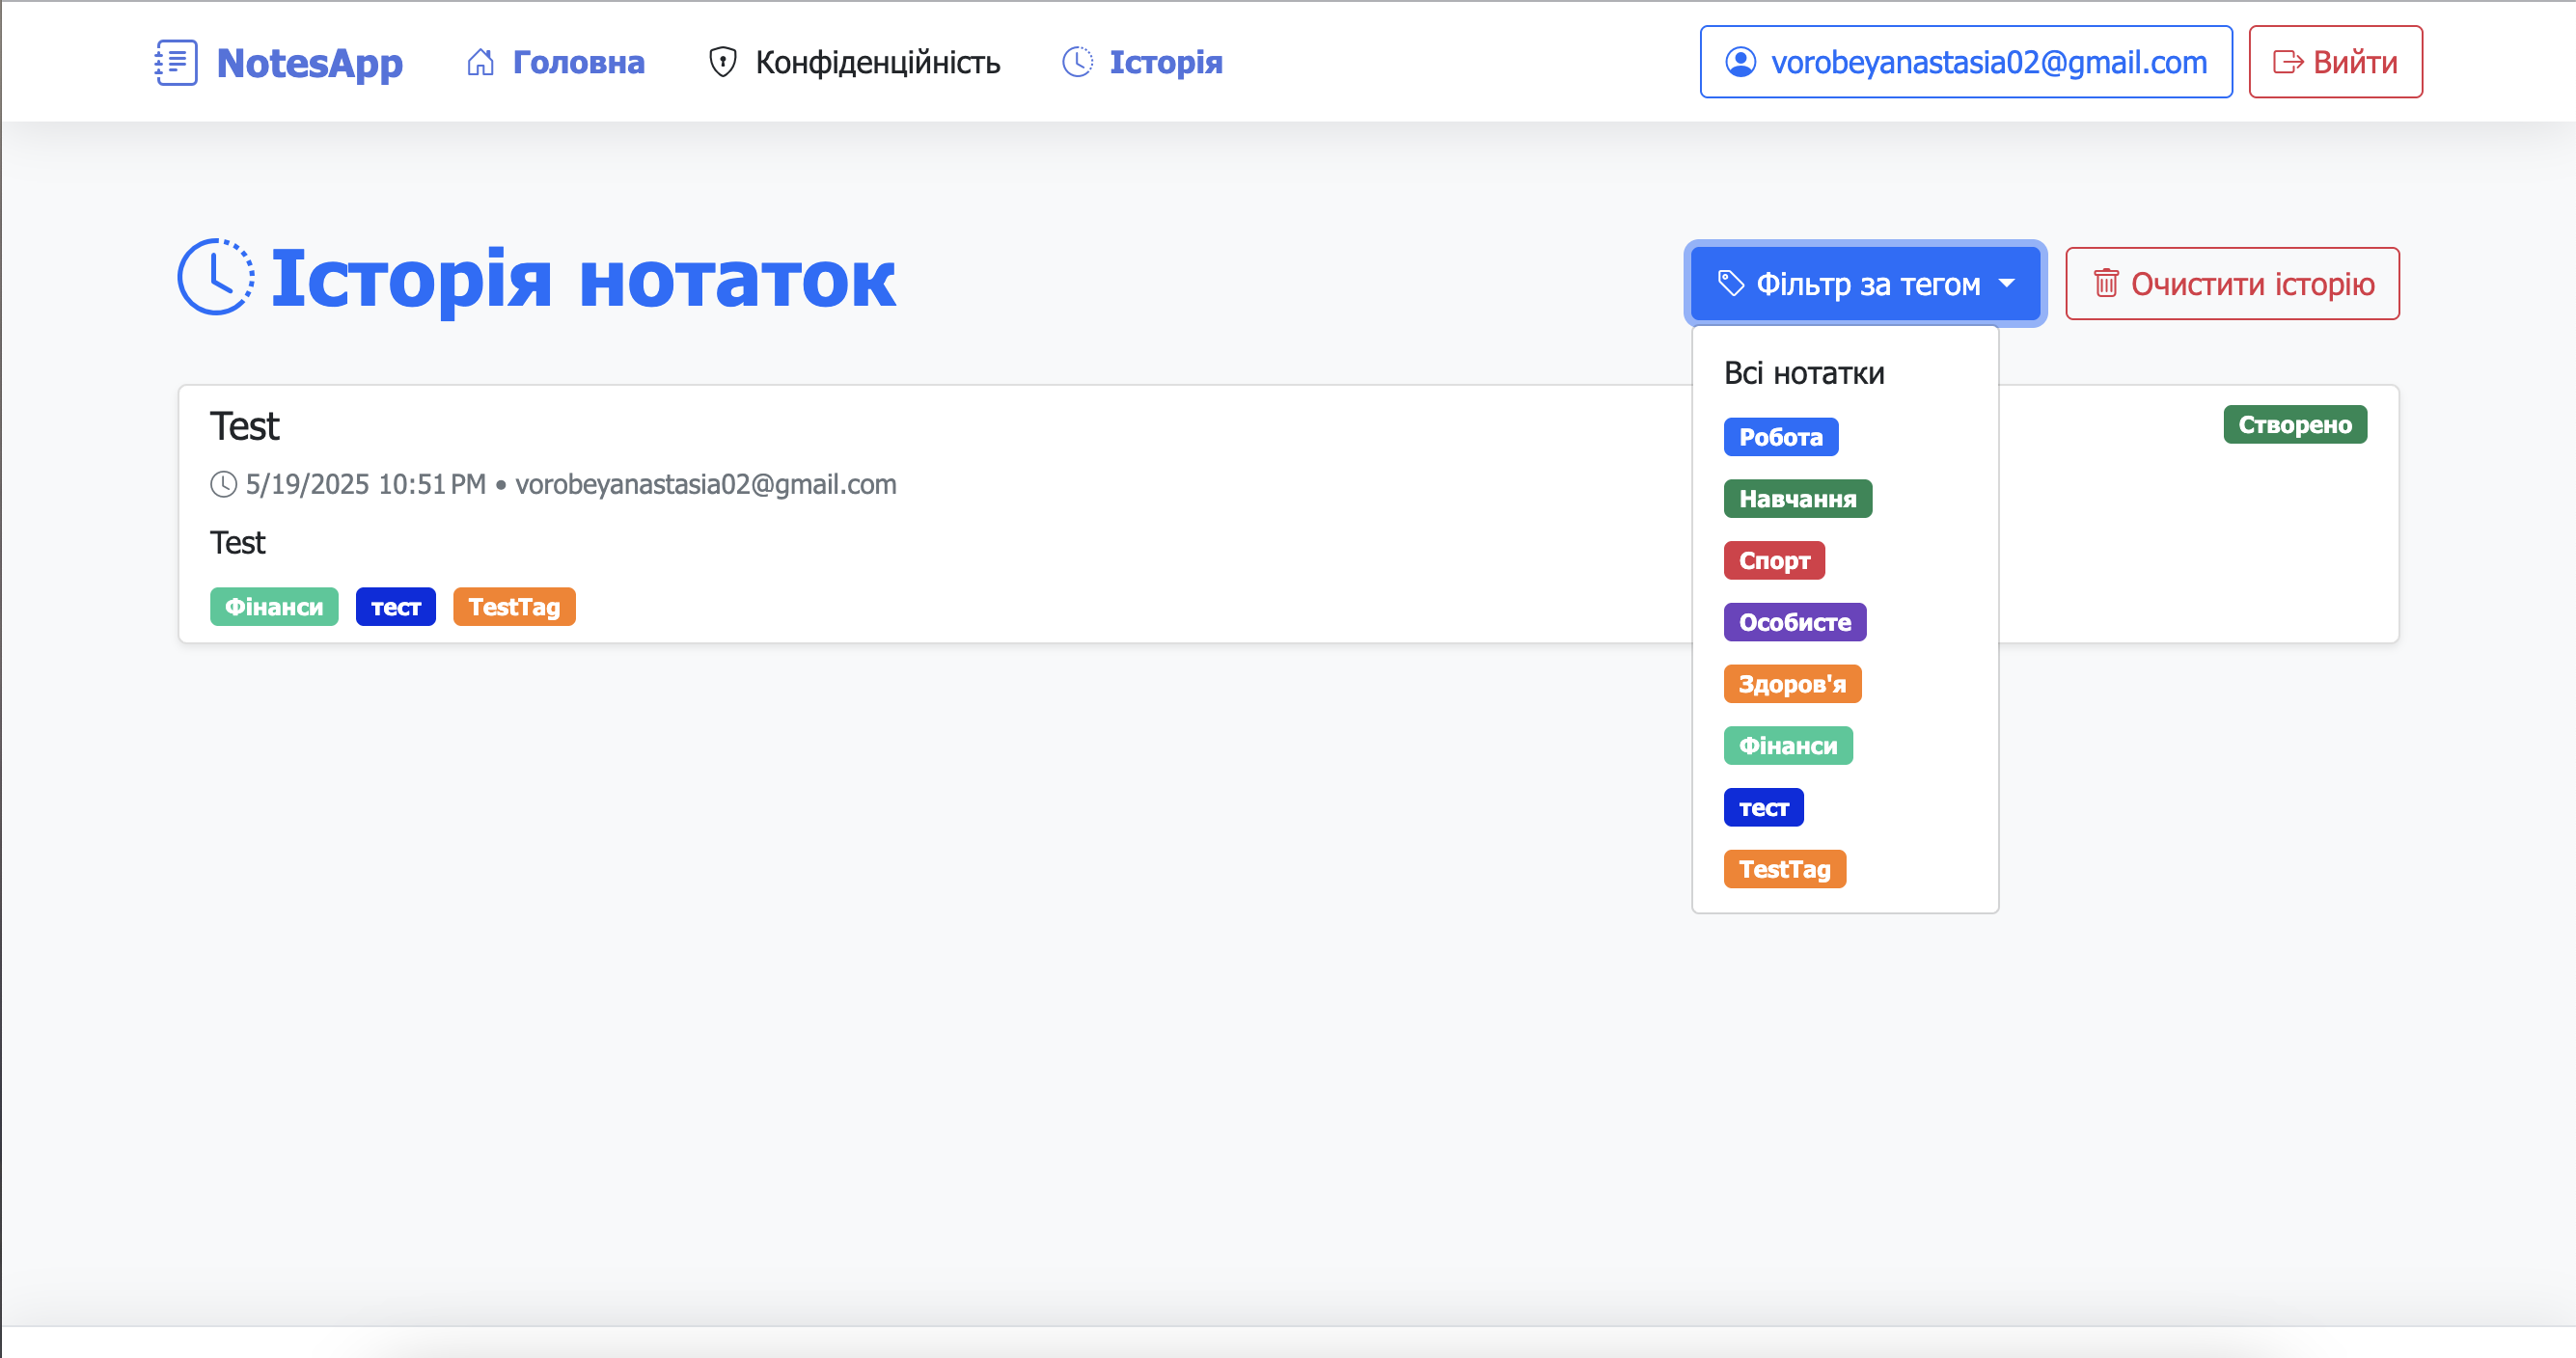 NotesApp Головна Конфіденційність Історія vorobeyanastasia02@gmail.com Вийти
Історія нотаток
Фільтр за тегом Очистити історію
Всі нотатки
Робота
Навчання
Спорт
Особисте
Здоров'я
Фінанси
тест
TestTag
Test Створено
5/19/2025 10:51 PM • vorobeyanastasia02@gmail.com
Test
Фінанси тест TestTag